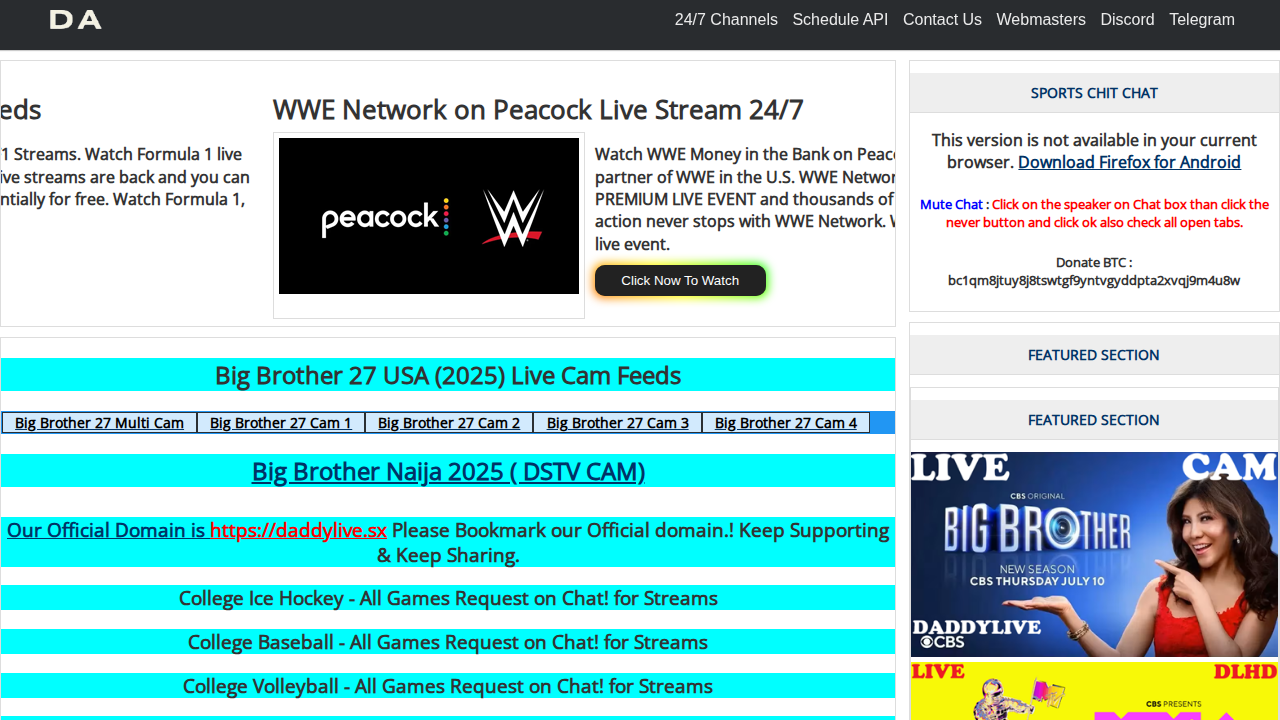 DA
24/7 Channels Schedule API Contact Us Webmasters Discord Telegram
eeds
1 Streams. Watch Formula 1 live
ive streams are back and you can
ntially for free. Watch Formula 1,
WWE Network on Peacock Live Stream 24/7
peacock W
Watch WWE Money in the Bank on Peac
partner of WWE in the U.S. WWE Networ
PREMIUM LIVE EVENT and thousands of
action never stops with WWE Network. W
live event.
Click Now To Watch
Big Brother 27 USA (2025) Live Cam Feeds
Big Brother 27 Multi Cam Big Brother 27 Cam 1 Big Brother 27 Cam 2 Big Brother 27 Cam 3 Big Brother 27 Cam 4
Big Brother Naija 2025 ( DSTV CAM)
Our Official Domain is https://daddylive.sx Please Bookmark our Official domain.! Keep Supporting
& Keep Sharing.
College Ice Hockey - All Games Request on Chat! for Streams
College Baseball - All Games Request on Chat! for Streams
College Volleyball - All Games Request on Chat! for Streams
SPORTS CHIT CHAT
This version is not available in your current
browser. Download Firefox for Android
Mute Chat : Click on the speaker on Chat box than click the
never button and click ok also check all open tabs.
Donate BTC :
bc1qm8jtuy8j8tswtgf9yntvgyddpta2xvqj9m4u8w
FEATURED SECTION
FEATURED SECTION
LIVE CAM
CBS ORIGINAL
BIG BROTHER
NEW SEASON
CBS THURSDAY JULY 10
DADDYLIVE
CBS
LIVE DLHD
CBS PRESENTS